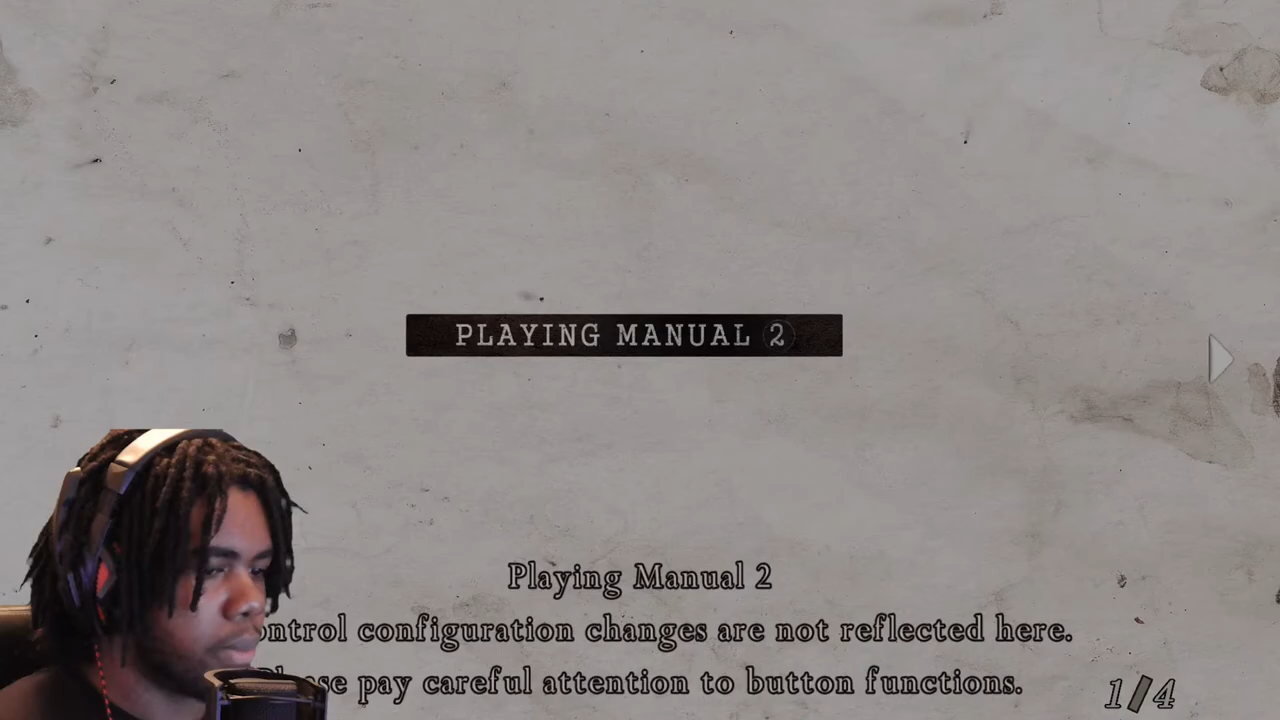 PLAYING MANUAL 2
Playing Manual 2
ontrol configuration changes are not reflected here.
pay careful attention to button functions.
1/4